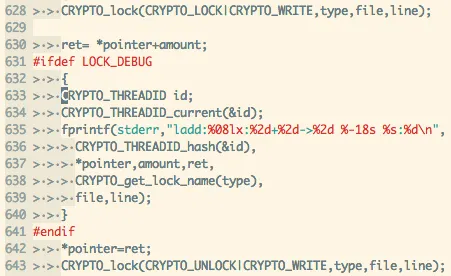 628 >·>· CRYPTO_lock(CRYPTO_LOCK|CRYPTO_WRITE,type,file,line);
629
630 >·>· ret= *pointer+amount;
631 #ifdef LOCK_DEBUG
632 >·>· {
633 >·>· CRYPTO_THREADID id;
634 >·>· CRYPTO_THREADID_current(&id);
635 >·>· fprintf(stderr,"ladd:%08lx:%2d+%2d->%2d %-18s %s:%d\n",
636 >·>·>· CRYPTO_THREADID_hash(&id),
637 >·>·>· *pointer,amount,ret,
638 >·>·>· CRYPTO_get_lock_name(type),
639 >·>·>· file,line);
640 >·>· }
641 #endif
642 >·>· *pointer=ret;
643 >·>· CRYPTO_lock(CRYPTO_UNLOCK|CRYPTO_WRITE,type,file,line);